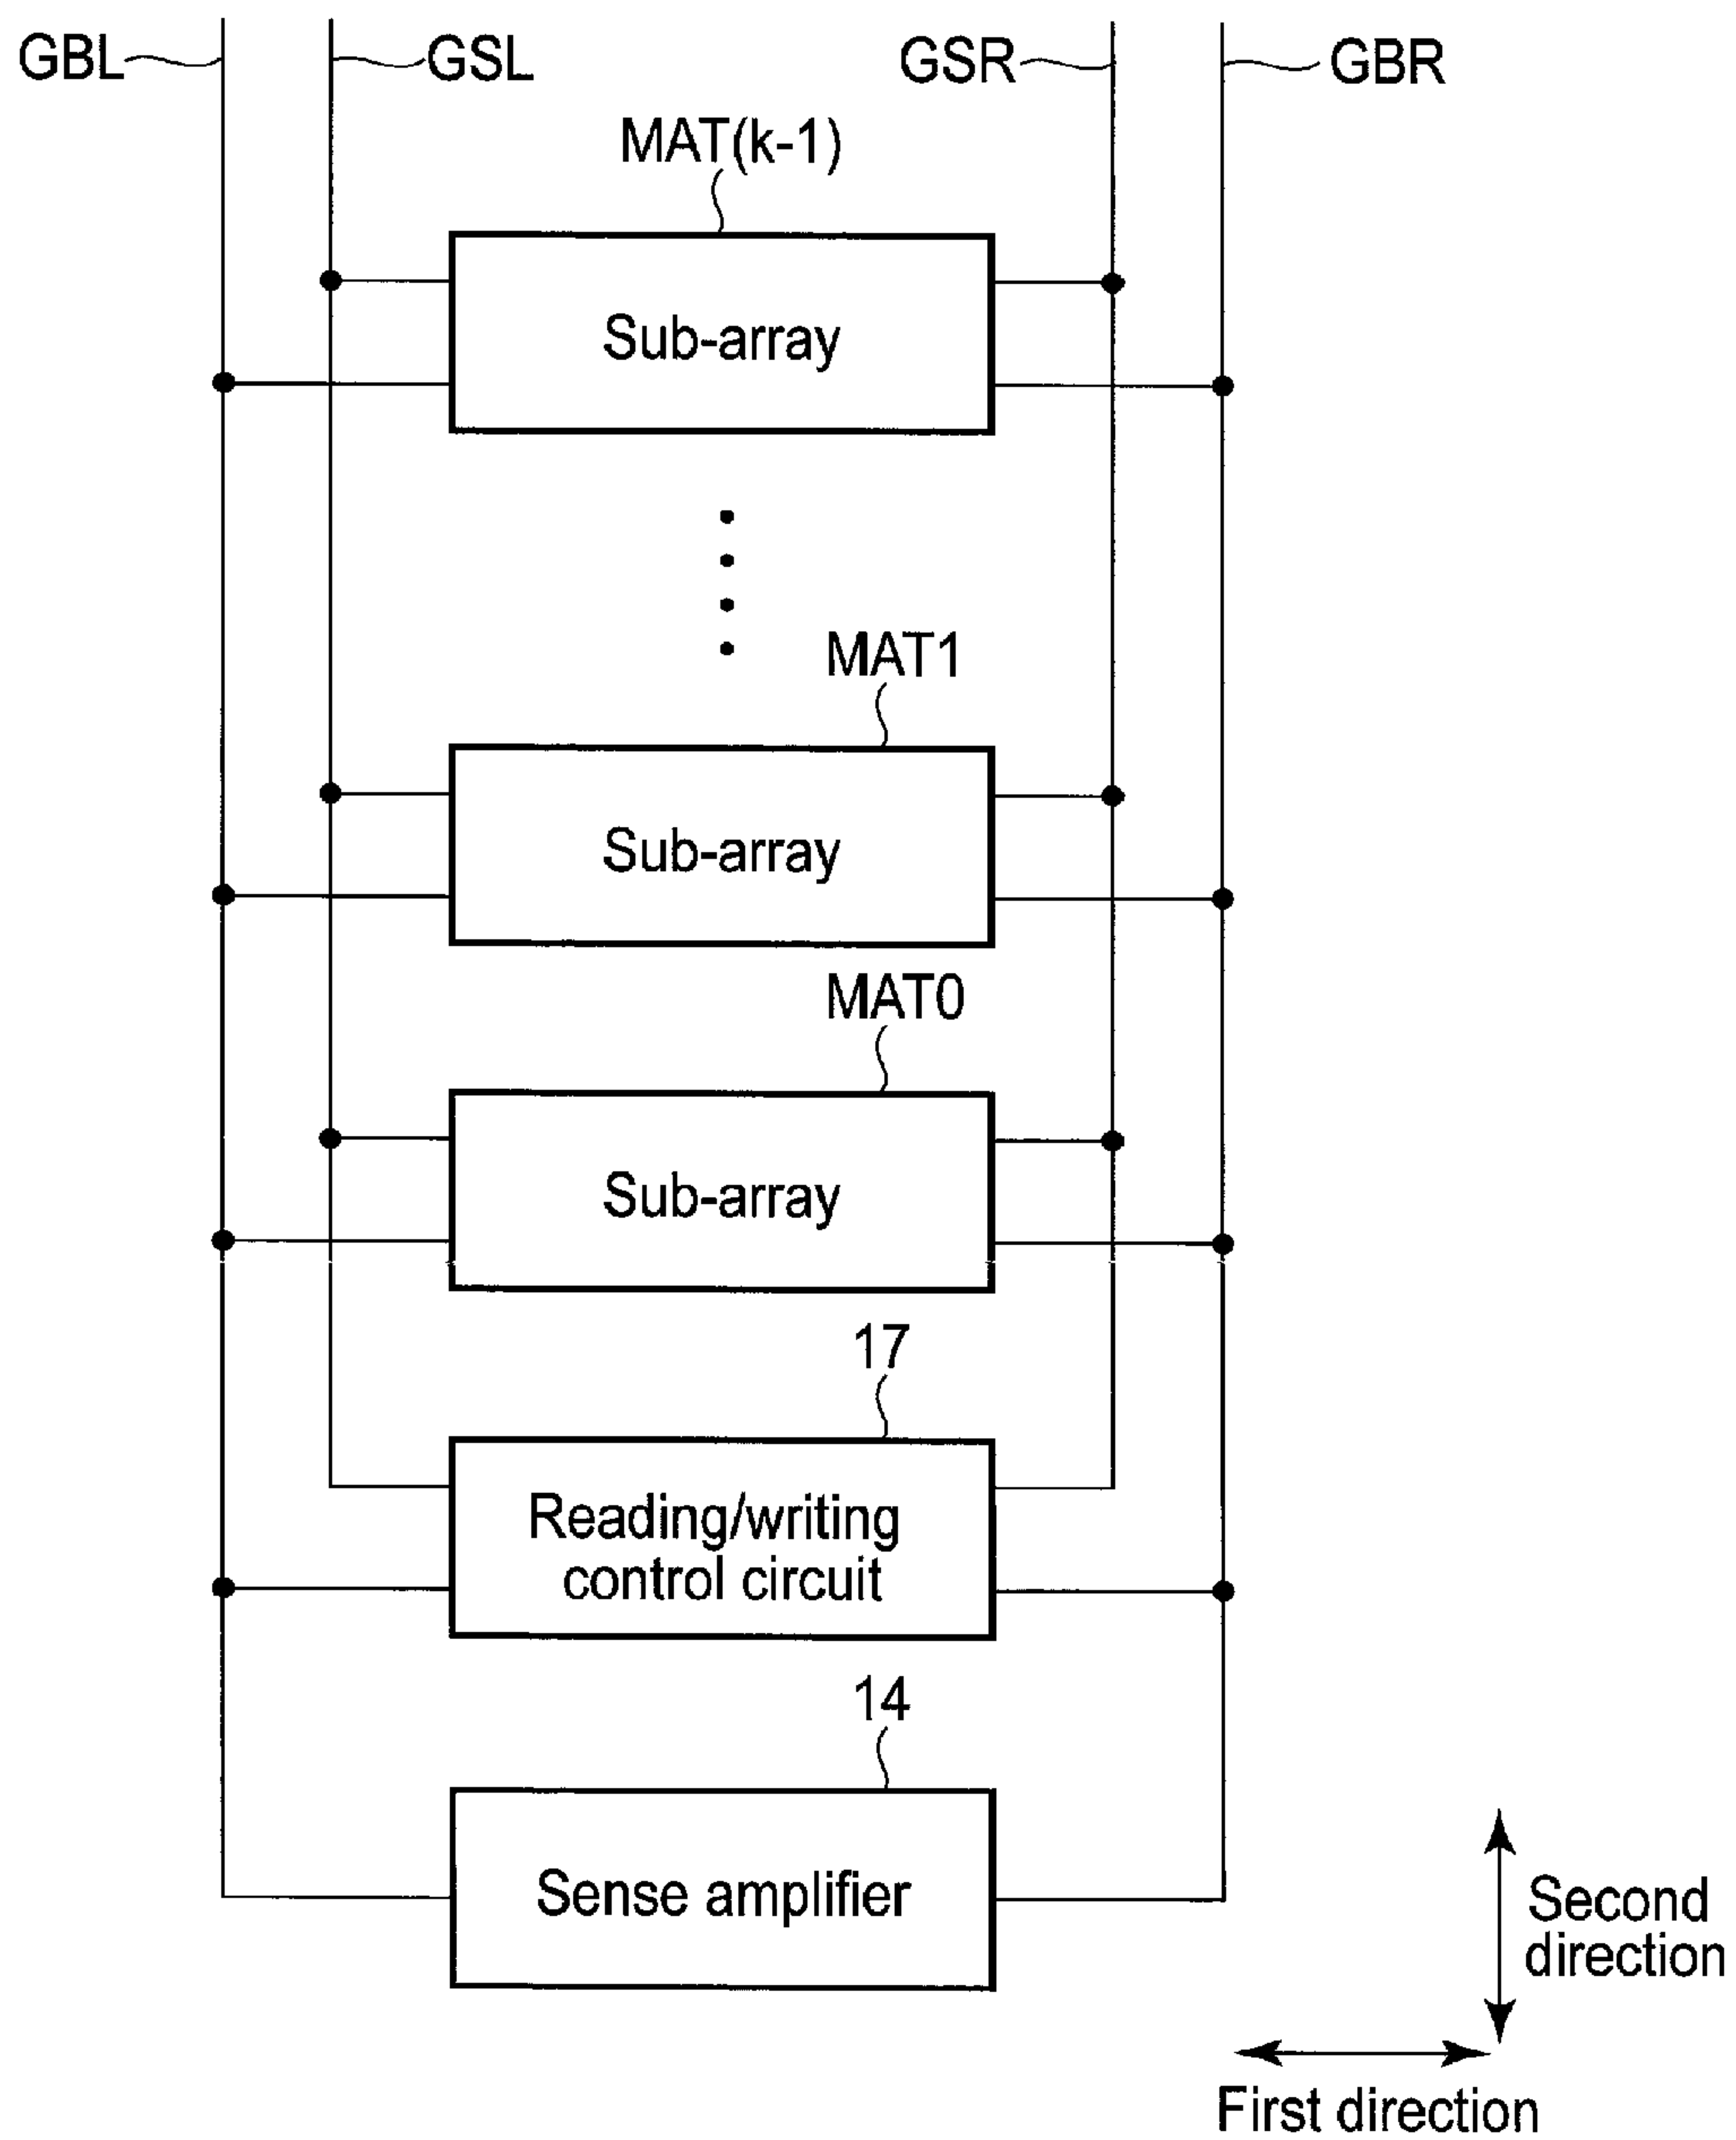 GBL
GSL
GSR
GBR
MAT(k-1)
Sub-array
MAT1
Sub-array
MAT0
Sub-array
17
Reading/writing
control circuit
14
Sense amplifier
Second
direction
First direction